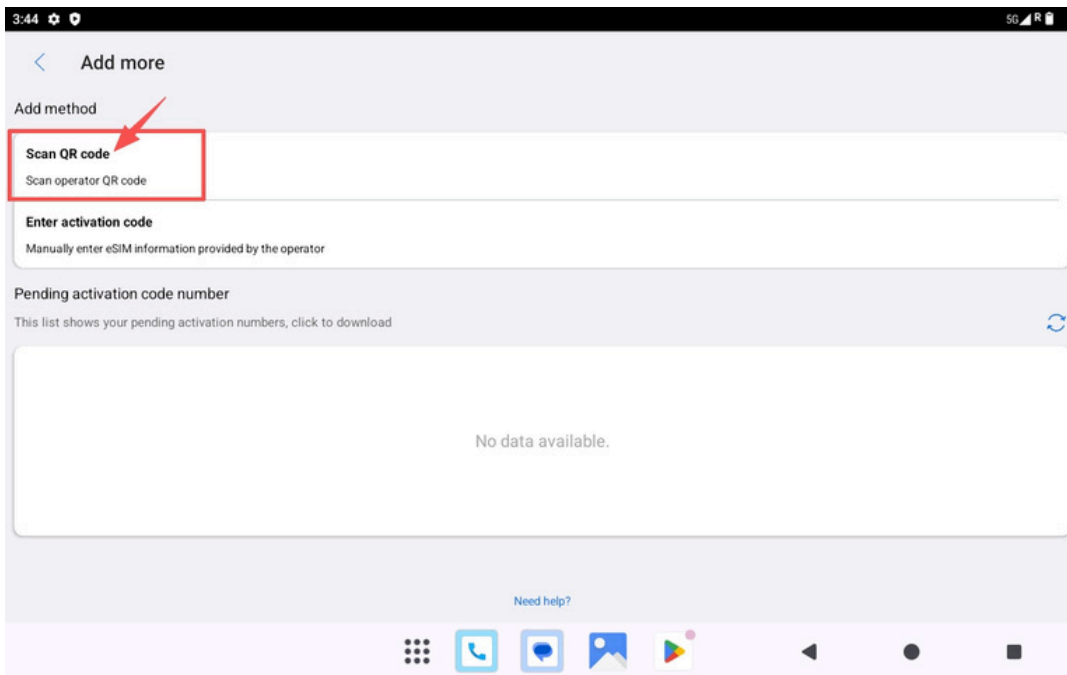 3:44
5G R
Add more
Add method
Scan QR code
Scan operator QR code
Enter activation code
Manually enter eSIM information provided by the operator
Pending activation code number
This list shows your pending activation numbers, click to download
No data available.
Need help?